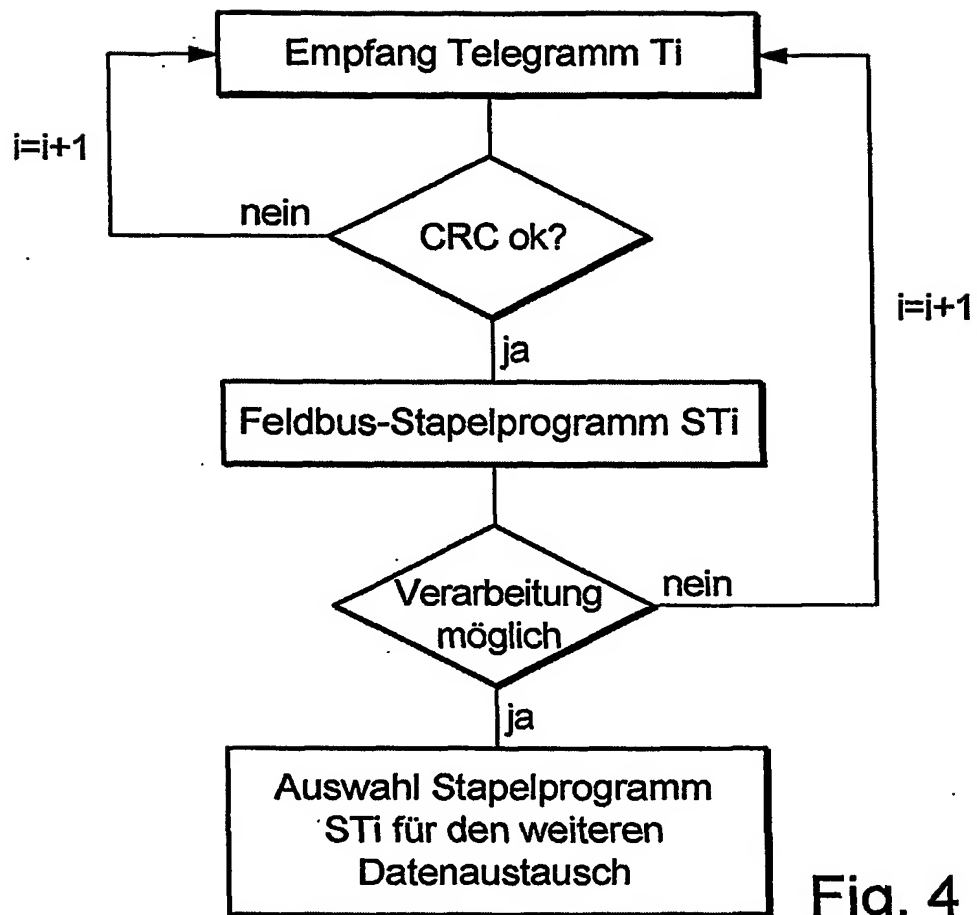 Empfang Telegramm Ti
i=i+1
nein
CRC ok?
i=i+1
ja
Feldbus-Stapelprogramm STi
Verarbeitung
möglich
nein
ja
Auswahl Stapelprogramm
STi für den weiteren
Datenaustausch
Fig. 4